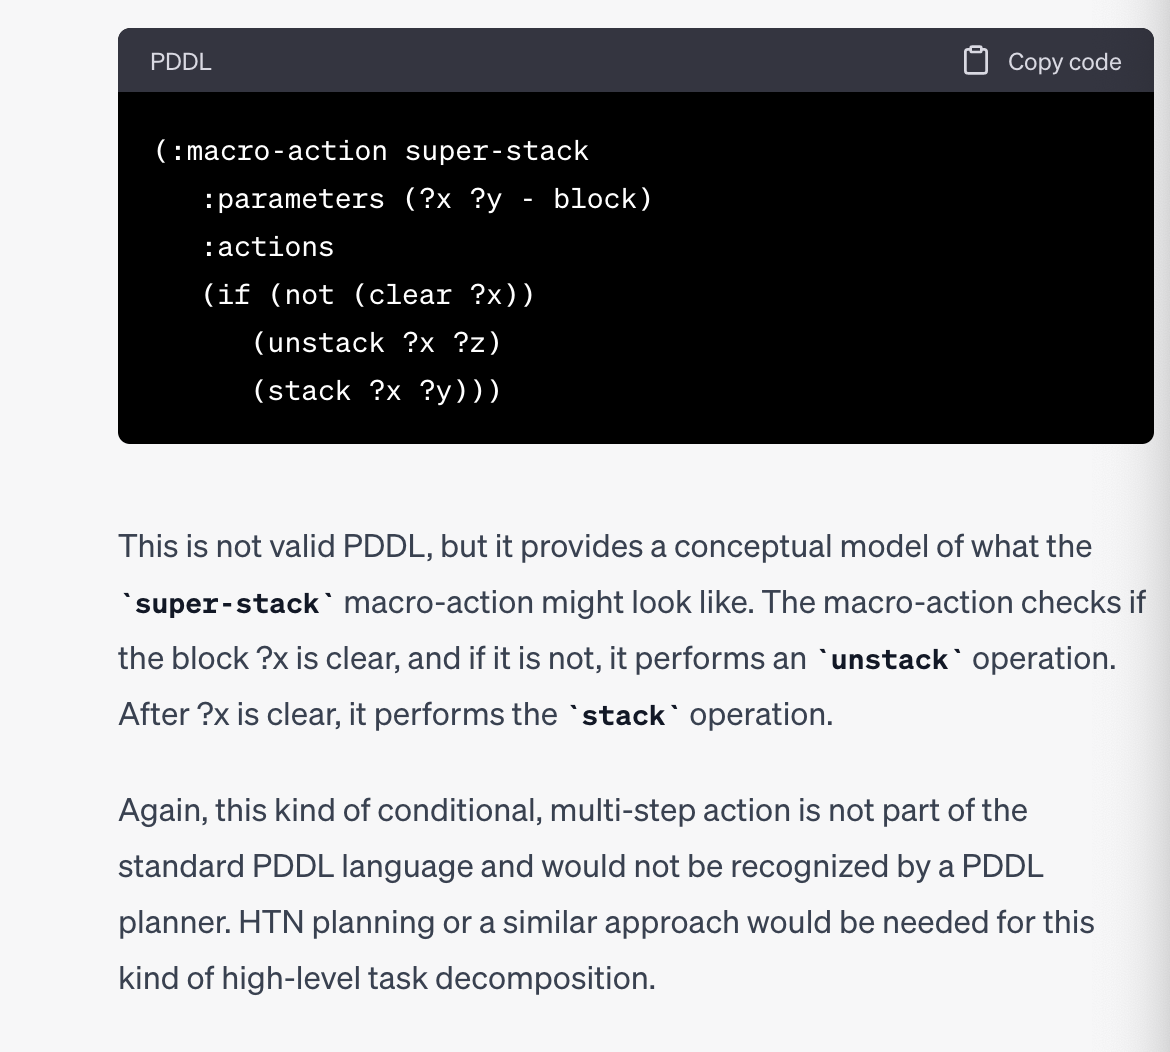 PDDL
Copy code
(:macro-action super-stack
:parameters (?x ?y - block)
:actions
(if (not (clear ?x))
(unstack ?x ?z)
(stack ?x ?y)))
This is not valid PDDL, but it provides a conceptual model of what the
`super-stack` macro-action might look like. The macro-action checks if
the block ?x is clear, and if it is not, it performs an `unstack` operation.
After ?x is clear, it performs the `stack` operation.
Again, this kind of conditional, multi-step action is not part of the
standard PDDL language and would not be recognized by a PDDL
planner. HTN planning or a similar approach would be needed for this
kind of high-level task decomposition.